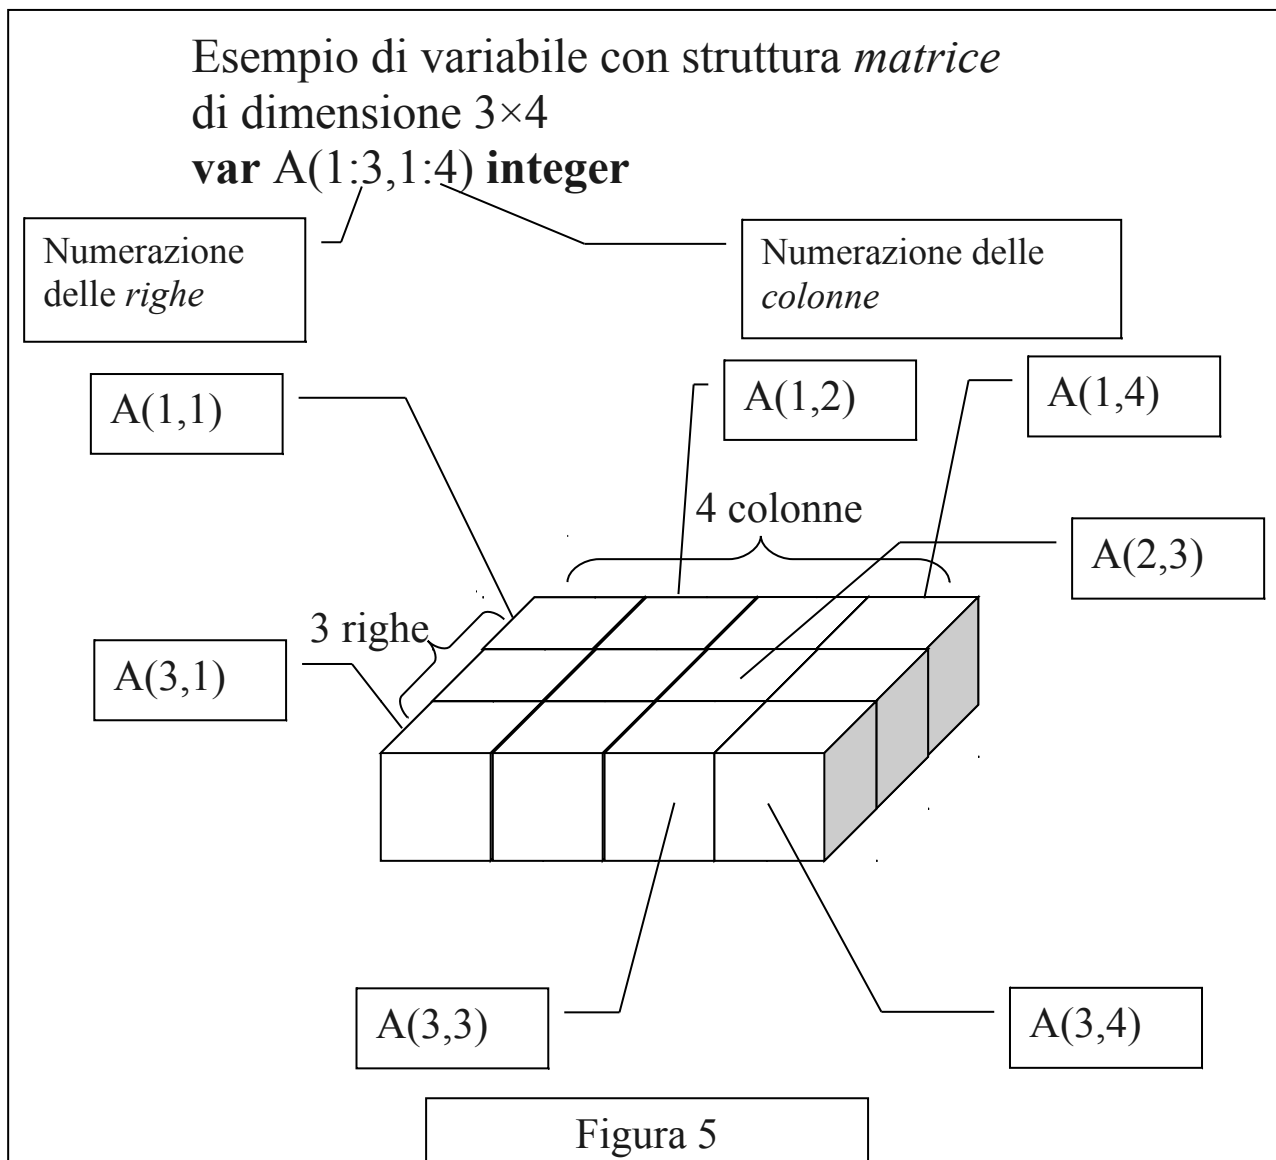 Esempio di variabile con struttura matrice
di dimensione 3×4
var A(1:3,1:4) integer
Numerazione
delle righe
Numerazione delle
colonne
A(1,1)
A(1,2)
A(1,4)
4 colonne
A(2,3)
3 righe
A(3,1)
A(3,3)
A(3,4)
Figura 5